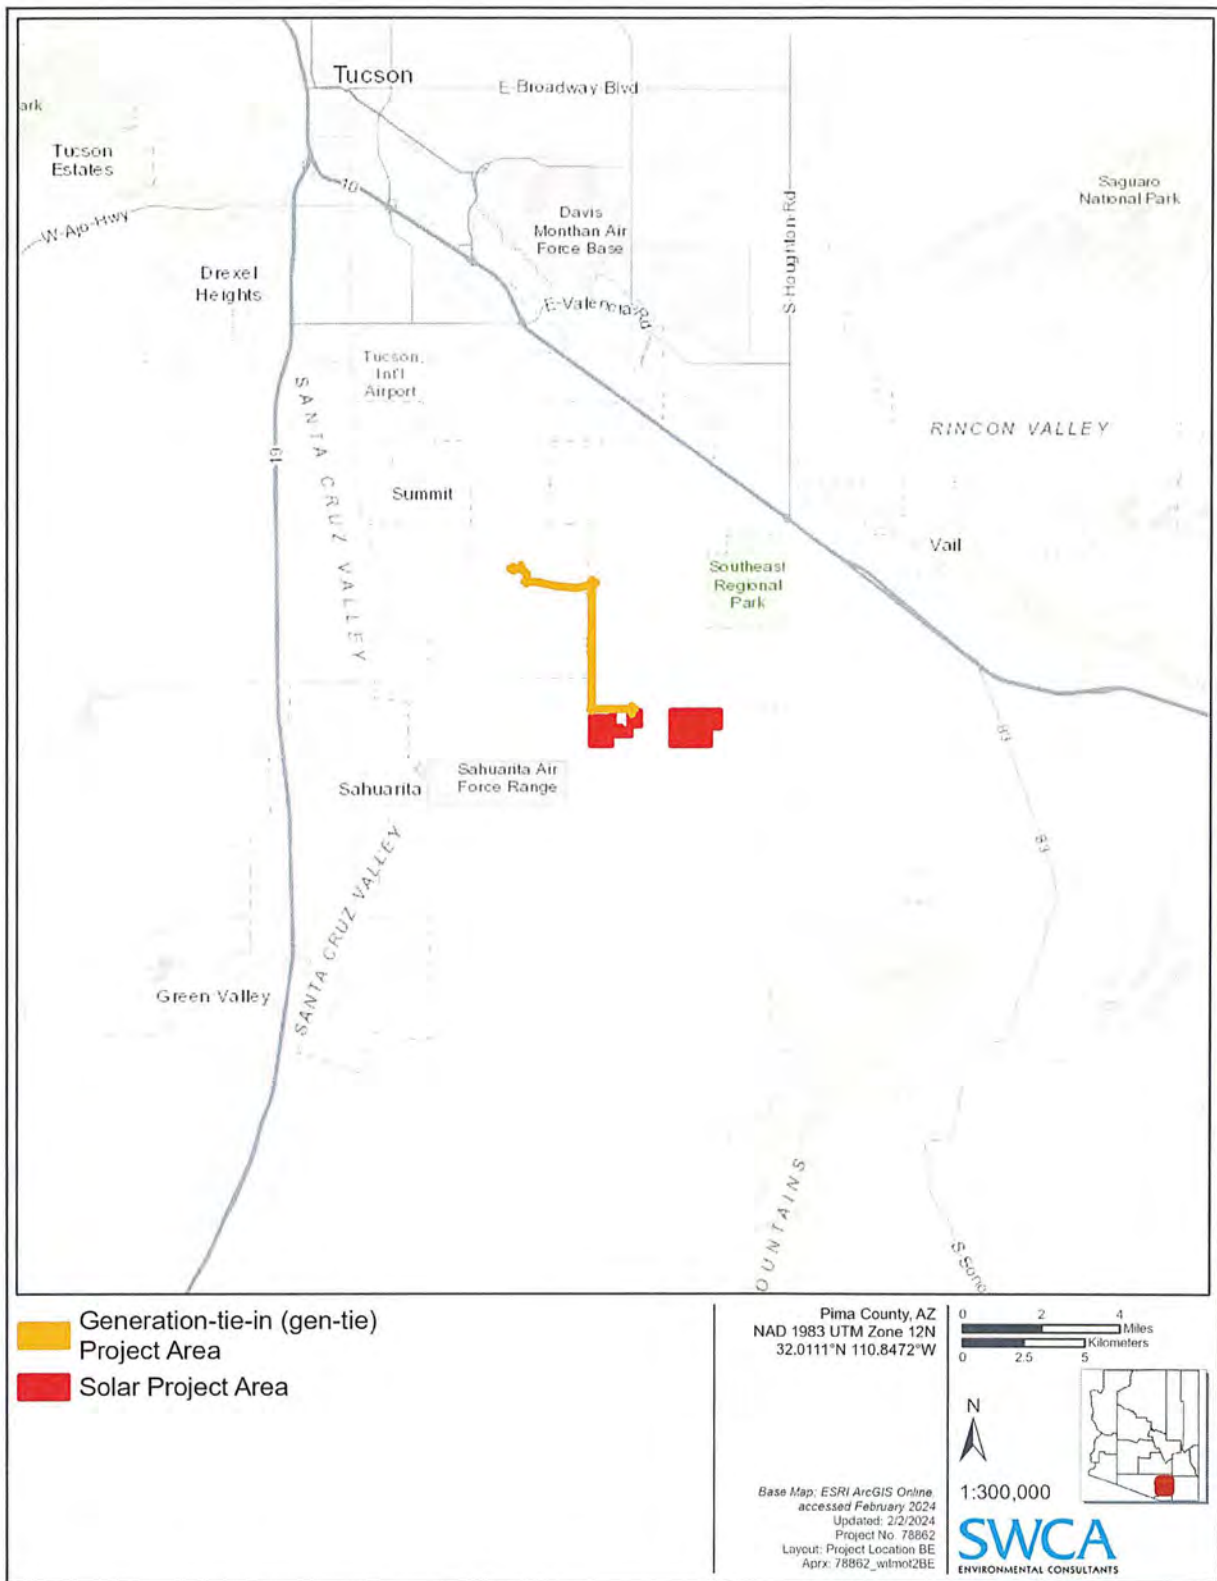 Tucson
E-Broadway-Blvd
ark
Tucson
Estates
Saguaro
National Park
10
W-Ajo-Hwy
Davis
Monthan Air
Force Base
S-Houghton-Rd
Drexel
Heights
E-Valencia-Rd
Tucson
Int'l
Airport
SANTA CRUZ VALLEY
RINCON VALLEY
19
Summit
Vail
Southeast
Regional
Park
83
Sahuarita Air
Force Range
Sahuarita
83
SANTA CRUZ VALLEY
Green Valley
OUNTAINS
S-Sono
Generation-tie-in (gen-tie)
Project Area
Solar Project Area
Pima County, AZ
NAD 1983 UTM Zone 12N
32.0111°N 110.8472°W
0 2 4
Miles
Kilometers
0 2.5 5
N
1:300,000
Base Map: ESRI ArcGIS Online,
accessed February 2024
Updated: 2/2/2024
Project No. 78862
Layout: Project Location BE
Aprx: 78862_wilmot2BE
SWCA
ENVIRONMENTAL CONSULTANTS